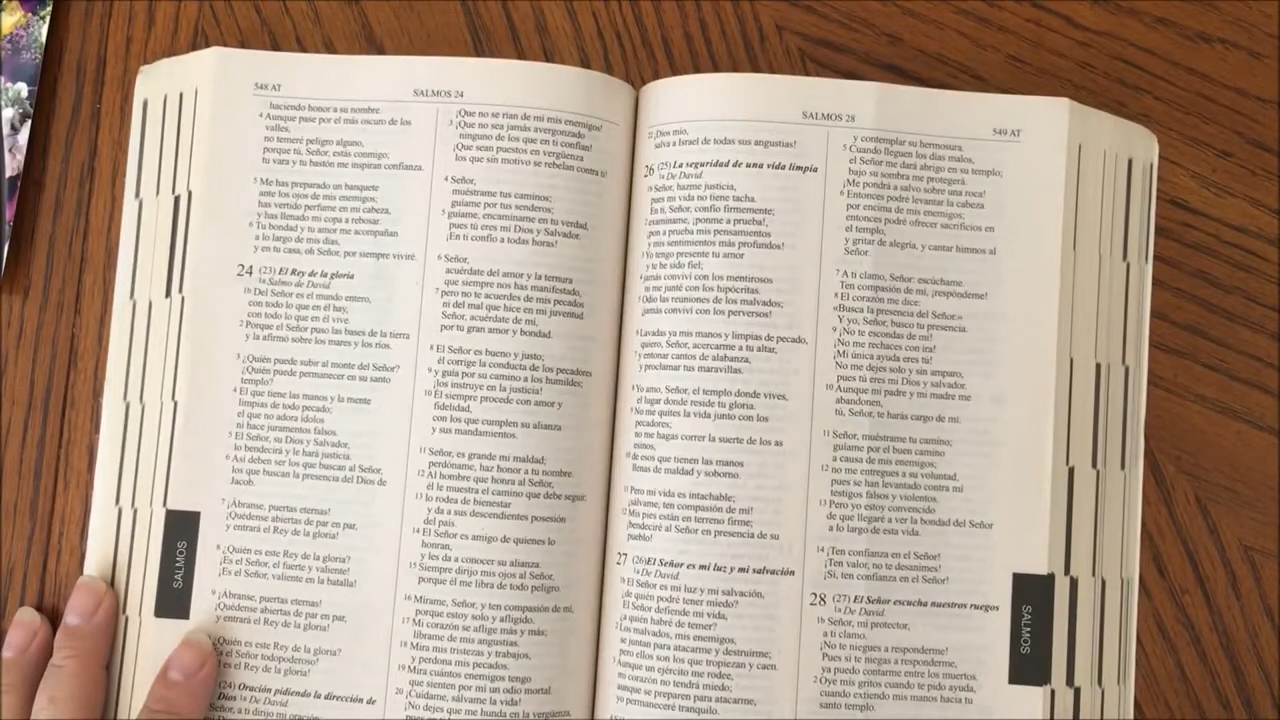 548 AT
SALMOS 24
haciendo honor a su nombre.
4 Aunque pase por el más oscuro de los
valles,
no temeré peligro alguno,
porque tú, Señor, estás conmigo;
tu vara y tu bastón me inspiran confianza.
5 Me has preparado un banquete
ante los ojos de mis enemigos;
has vertido perfume en mi cabeza,
y has llenado mi copa a rebosar.
6 Tu bondad y tu amor me acompañan
a lo largo de mis días,
y en tu casa, oh Señor, por siempre viviré.
24 (23) El Rey de la gloria
1a Salmo de David.
1b Del Señor es el mundo entero,
con todo lo que en él hay,
con todo lo que en él vive.
2 Porque el Señor puso las bases de la tierra
y la afirmó sobre los mares y los ríos.
3 ¿Quién puede subir al monte del Señor?
¿Quién puede permanecer en su santo
templo?
4 El que tiene las manos y la mente
limpias de todo pecado;
el que no adora ídolos
ni hace juramentos falsos.
5 El Señor, su Dios y Salvador,
lo bendecirá y le hará justicia.
6 Así deben ser los que buscan al Señor,
los que buscan la presencia del Dios de
Jacob.
7 ¡Ábranse, puertas eternas!
¡Quédense abiertas de par en par,
y entrará el Rey de la gloria!
8 ¿Quién es este Rey de la gloria?
¡Es el Señor, el fuerte y valiente!
¡Es el Señor, valiente en la batalla!
9 ¡Ábranse, puertas eternas!
¡Quédense abiertas de par en par,
y entrará el Rey de la gloria!
¿Quién es este Rey de la gloria?
Es el Señor todopoderoso!
es el Rey de la gloria!
(24) Oración pidiendo la dirección de
Dios 1a De David.
Señor, a ti dirijo mi oración;
¡Que no se rían de mí mis enemigos!
3 ¡Que no sea jamás avergonzado
ninguno de los que en ti confían!
¡Que sean puestos en vergüenza
los que sin motivo se rebelan contra ti!
4 Señor,
muéstrame tus caminos;
guíame por tus senderos;
5 guíame, encamíname en tu verdad,
pues tú eres mi Dios y Salvador.
¡En ti confío a todas horas!
6 Señor,
acuérdate del amor y la ternura
que siempre nos has manifestado,
7 pero no te acuerdes de mis pecados
ni del mal que hice en mi juventud.
Señor, acuérdate de mí,
por tu gran amor y bondad.
8 El Señor es bueno y justo;
él corrige la conducta de los pecadores
9 y guía por su camino a los humildes;
¡los instruye en la justicia!
10 Él siempre procede con amor y
fidelidad,
con los que cumplen su alianza
y sus mandamientos.
11 Señor, es grande mi maldad;
perdóname, haz honor a tu nombre.
12 Al hombre que honra al Señor,
él le muestra el camino que debe seguir;
13 lo rodea de bienestar
y da a sus descendientes posesión
del país.
14 El Señor es amigo de quienes lo
honran,
y les da a conocer su alianza.
15 Siempre dirijo mis ojos al Señor,
porque él me libra de todo peligro.
16 Mírame, Señor, y ten compasión de mí,
porque estoy solo y afligido.
17 Mi corazón se aflige más y más;
líbrame de mis angustias.
18 Mira mis tristezas y trabajos,
y perdona mis pecados.
19 Mira cuántos enemigos tengo
que sienten por mí un odio mortal.
20 ¡Cuídame, sálvame la vida!
¡No dejes que me hunda en la vergüenza,
SALMOS
SALMOS 28
549 AT
22 ¡Dios mío,
salva a Israel de todas sus angustias!
26 (25) La seguridad de una vida limpia
1a De David.
1b Señor, hazme justicia,
pues mi vida no tiene tacha.
En ti, Señor, confío firmemente;
2 examíname, ¡ponme a prueba!,
¡pon a prueba mis pensamientos
y mis sentimientos más profundos!
3 Yo tengo presente tu amor
y te he sido fiel;
4 jamás conviví con los mentirosos
ni me junté con los hipócritas.
5 Odio las reuniones de los malvados;
¡jamás conviví con los perversos!
6 Lavadas ya mis manos y limpias de pecado,
quiero, Señor, acercarme a tu altar,
7 y entonar cantos de alabanza,
y proclamar tus maravillas.
8 Yo amo, Señor, el templo donde vives,
el lugar donde reside tu gloria.
9 No me quites la vida junto con los
pecadores;
no me hagas correr la suerte de los as
esinos,
10 de esos que tienen las manos
llenas de maldad y soborno.
11 Pero mi vida es intachable;
¡sálvame, ten compasión de mí!
12 Mis pies están en terreno firme;
¡bendeciré al Señor en presencia de su
pueblo!
27 (26) El Señor es mi luz y mi salvación
1a De David.
1b El Señor es mi luz y mi salvación,
¿de quién podré tener miedo?
El Señor defiende mi vida,
¿a quién habré de temer?
2 Los malvados, mis enemigos,
se juntan para atacarme y destruirme;
pero ellos son los que tropiezan y caen.
3 Aunque un ejército me rodee,
mi corazón no tendrá miedo;
aunque se preparen para atacarme,
yo permaneceré tranquilo.
y contemplar su hermosura.
5 Cuando lleguen los días malos,
el Señor me dará abrigo en su templo;
bajo su sombra me protegerá.
¡Me pondrá a salvo sobre una roca!
6 Entonces podré levantar la cabeza
por encima de mis enemigos;
entonces podré ofrecer sacrificios en
el templo,
y gritar de alegría, y cantar himnos al
Señor.
7 A ti clamo, Señor: escúchame.
Ten compasión de mí, ¡respóndeme!
8 El corazón me dice:
«Busca la presencia del Señor.»
Y yo, Señor, busco tu presencia.
9 ¡No te escondas de mí!
¡No me rechaces con ira!
¡Mi única ayuda eres tú!
¡No me dejes solo y sin amparo,
pues tú eres mi Dios y salvador.
10 Aunque mi padre y mi madre me
abandonen,
tú, Señor, te harás cargo de mí.
11 Señor, muéstrame tu camino;
guíame por el buen camino
a causa de mis enemigos;
12 no me entregues a su voluntad,
pues se han levantado contra mí
testigos falsos y violentos.
13 Pero yo estoy convencido
de que llegaré a ver la bondad del Señor
a lo largo de esta vida.
14 ¡Ten confianza en el Señor!
¡Ten valor, no te desanimes!
¡Sí, ten confianza en el Señor!
28 (27) El Señor escucha nuestros ruegos
1a De David.
1b Señor, mi protector,
a ti clamo.
¡No te niegues a responderme!
Pues si te niegas a responderme,
ya puedo contarme entre los muertos.
2 Oye mis gritos cuando te pido ayuda,
cuando extiendo mis manos hacia tu
santo templo.
SALMOS